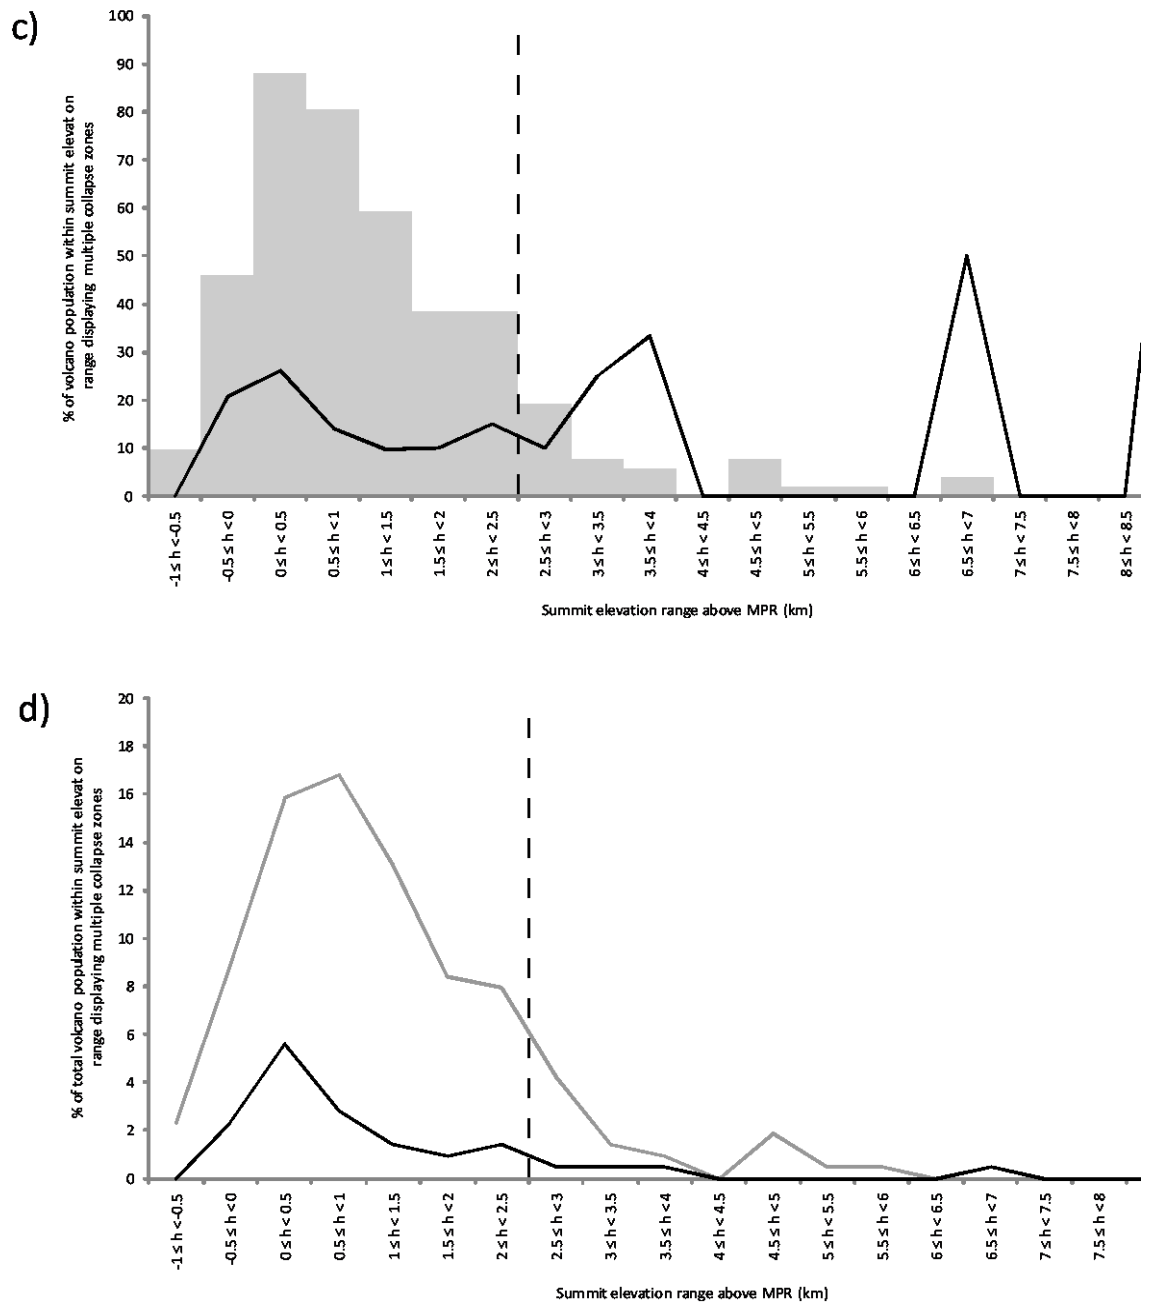 c)
100
90
80
70
60
50
40
30
20
10
0
% of volcano population within summit elevat on
range displaying multiple collapse zones
-1 ≤ h < -0.5
-0.5 ≤ h < 0
0 ≤ h < 0.5
0.5 ≤ h < 1
1 ≤ h < 1.5
1.5 ≤ h < 2
2 ≤ h < 2.5
2.5 ≤ h < 3
3 ≤ h < 3.5
3.5 ≤ h < 4
4 ≤ h < 4.5
4.5 ≤ h < 5
5 ≤ h < 5.5
5.5 ≤ h < 6
6 ≤ h < 6.5
6.5 ≤ h < 7
7 ≤ h < 7.5
7.5 ≤ h < 8
8 ≤ h < 8.5
Summit elevation range above MPR (km)
d)
20
18
16
14
12
10
8
6
4
2
0
% of total volcano population within summit elevat on
range displaying multiple collapse zones
-1 ≤ h < -0.5
-0.5 ≤ h < 0
0 ≤ h < 0.5
0.5 ≤ h < 1
1 ≤ h < 1.5
1.5 ≤ h < 2
2 ≤ h < 2.5
2.5 ≤ h < 3
3 ≤ h < 3.5
3.5 ≤ h < 4
4 ≤ h < 4.5
4.5 ≤ h < 5
5 ≤ h < 5.5
5.5 ≤ h < 6
6 ≤ h < 6.5
6.5 ≤ h < 7
7 ≤ h < 7.5
7.5 ≤ h < 8
Summit elevation range above MPR (km)